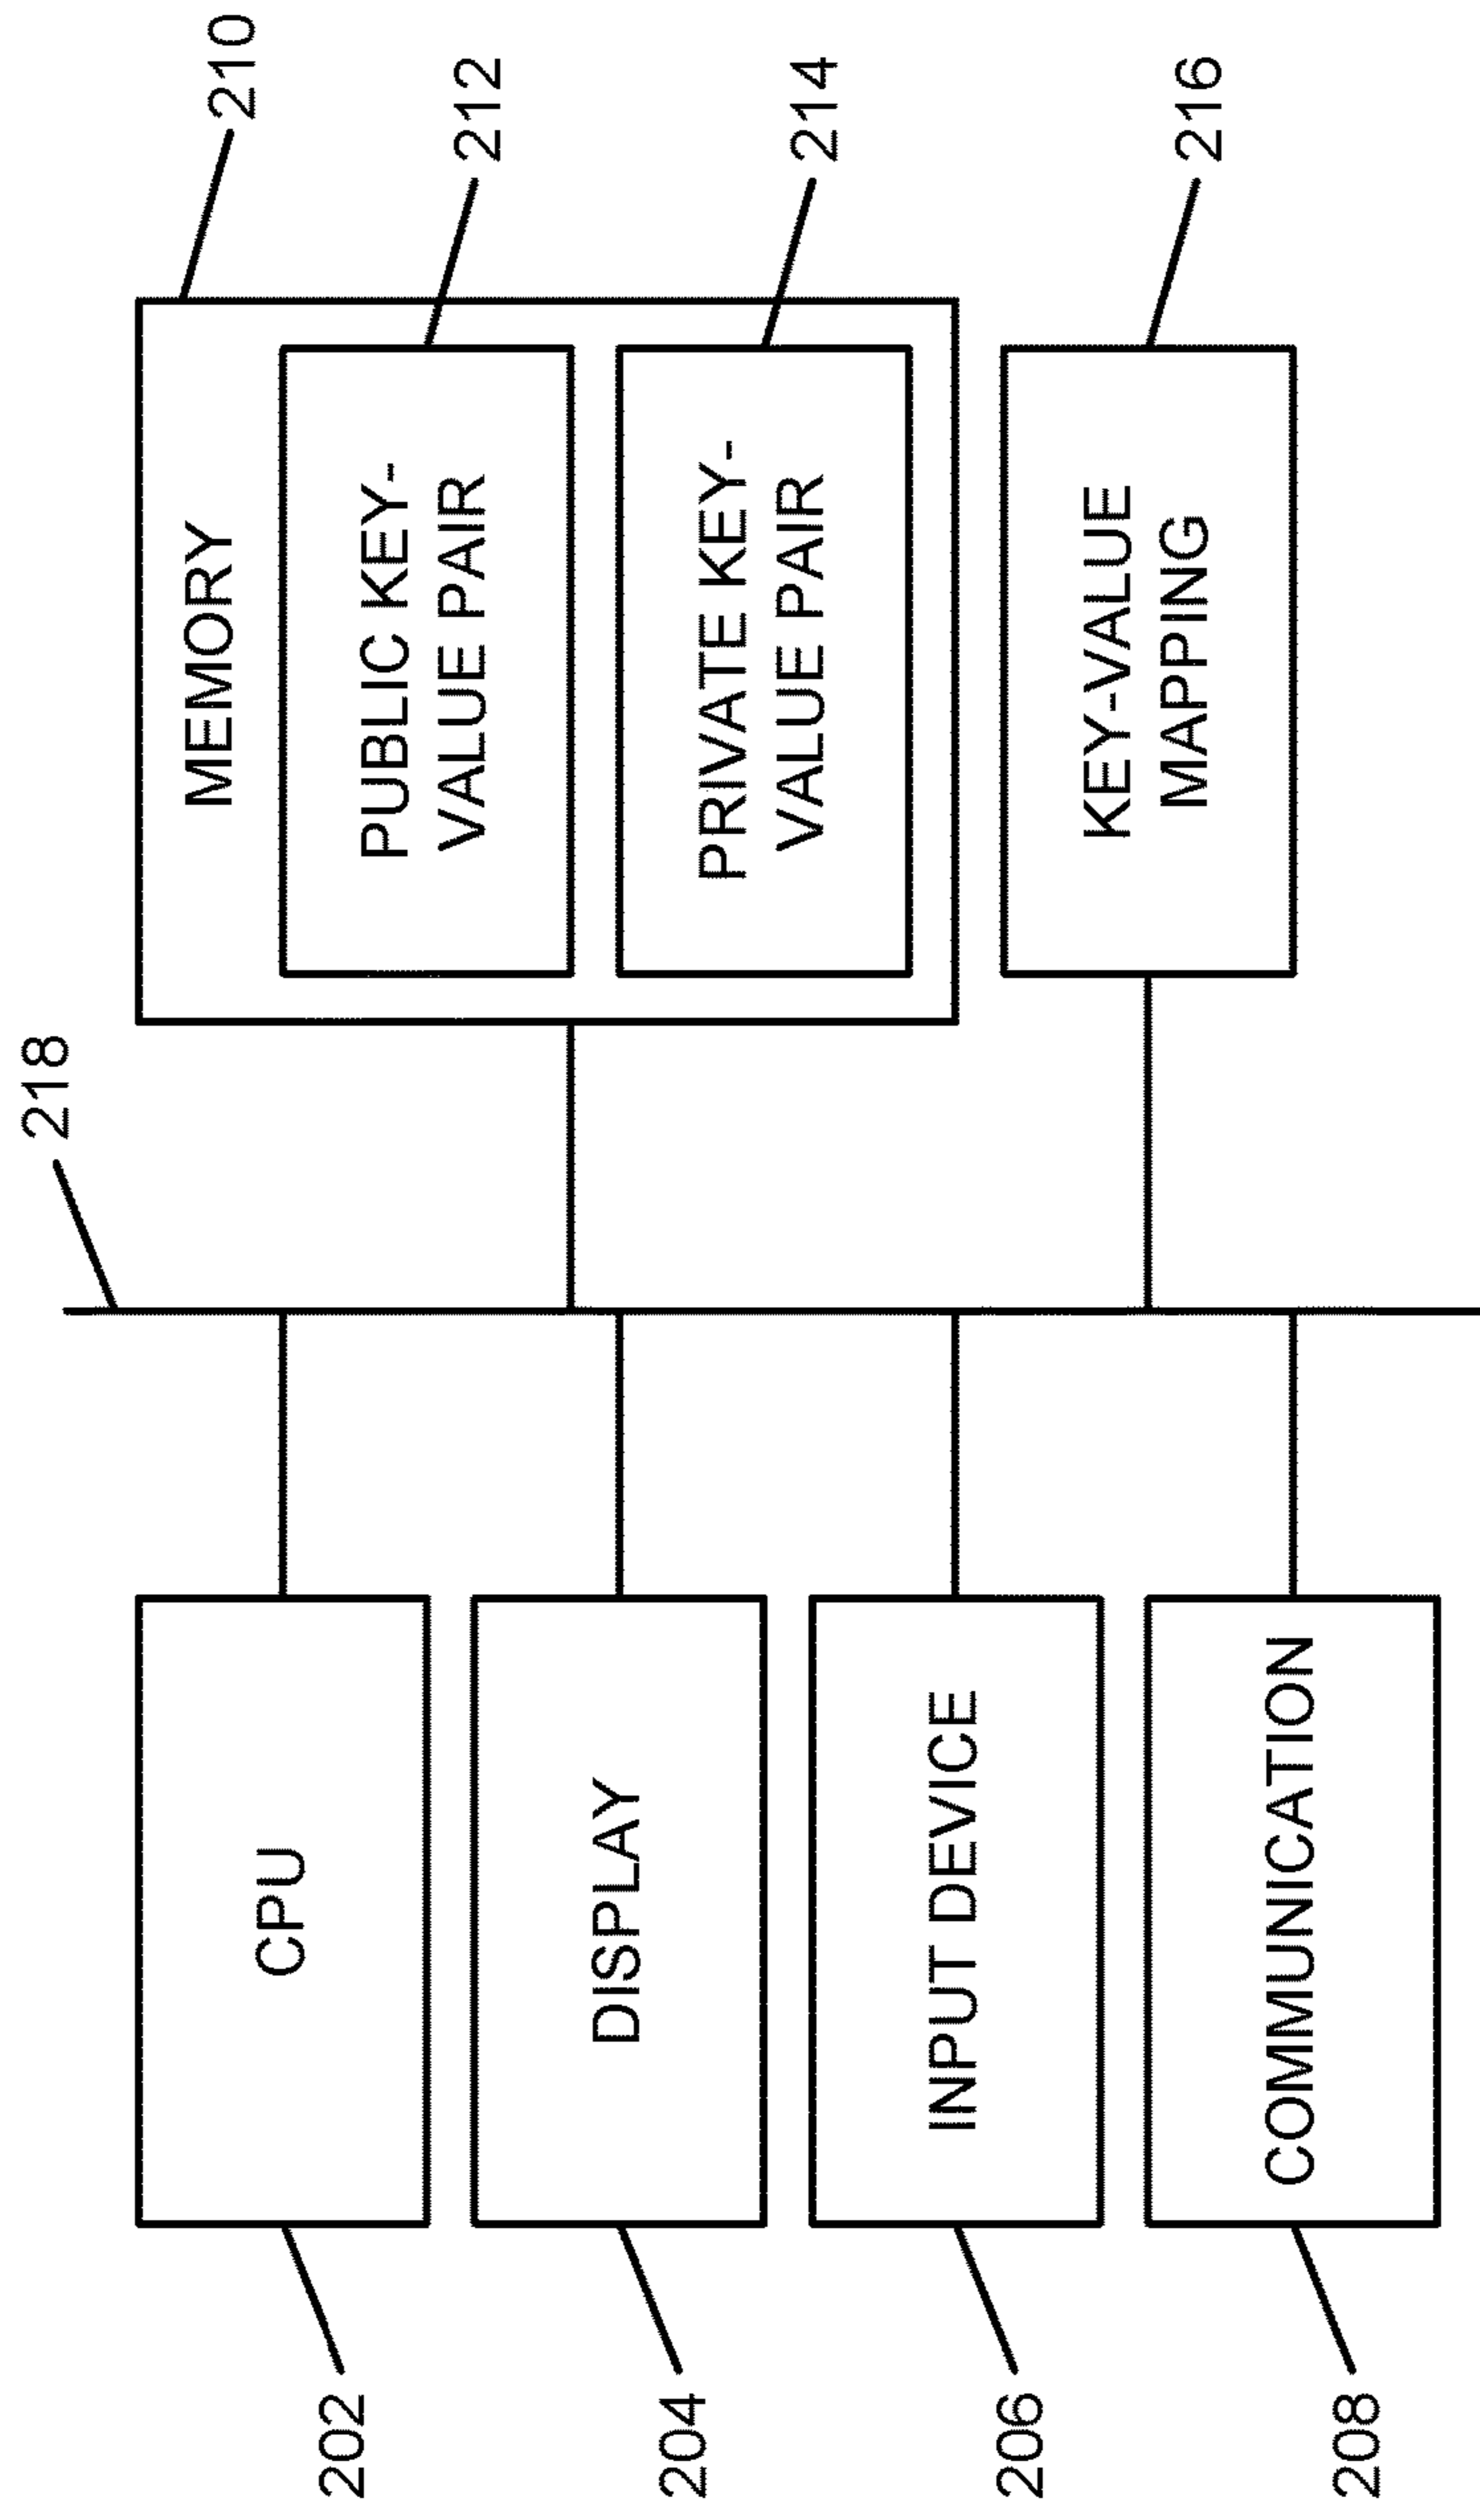 218
210
MEMORY
212
PUBLIC KEY-
VALUE PAIR
214
PRIVATE KEY-
VALUE PAIR
216
KEY-VALUE
MAPPING
202
CPU
204
DISPLAY
206
INPUT DEVICE
208
COMMUNICATION